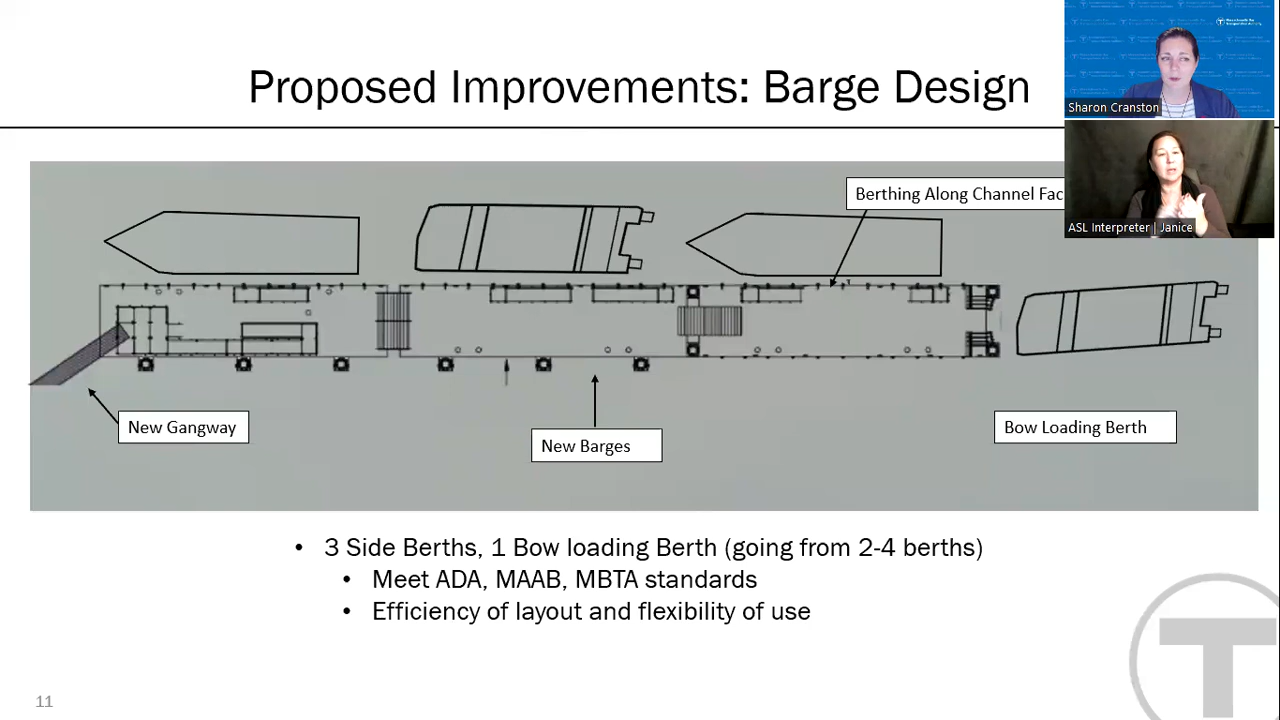 Proposed Improvements: Barge Design
Sharon Cranston
ASL Interpreter | Janice
Berthing Along Channel Fac
New Gangway
New Barges
Bow Loading Berth
• 3 Side Berths, 1 Bow loading Berth (going from 2-4 berths)
• Meet ADA, MAAB, MBTA standards
• Efficiency of layout and flexibility of use
11
T